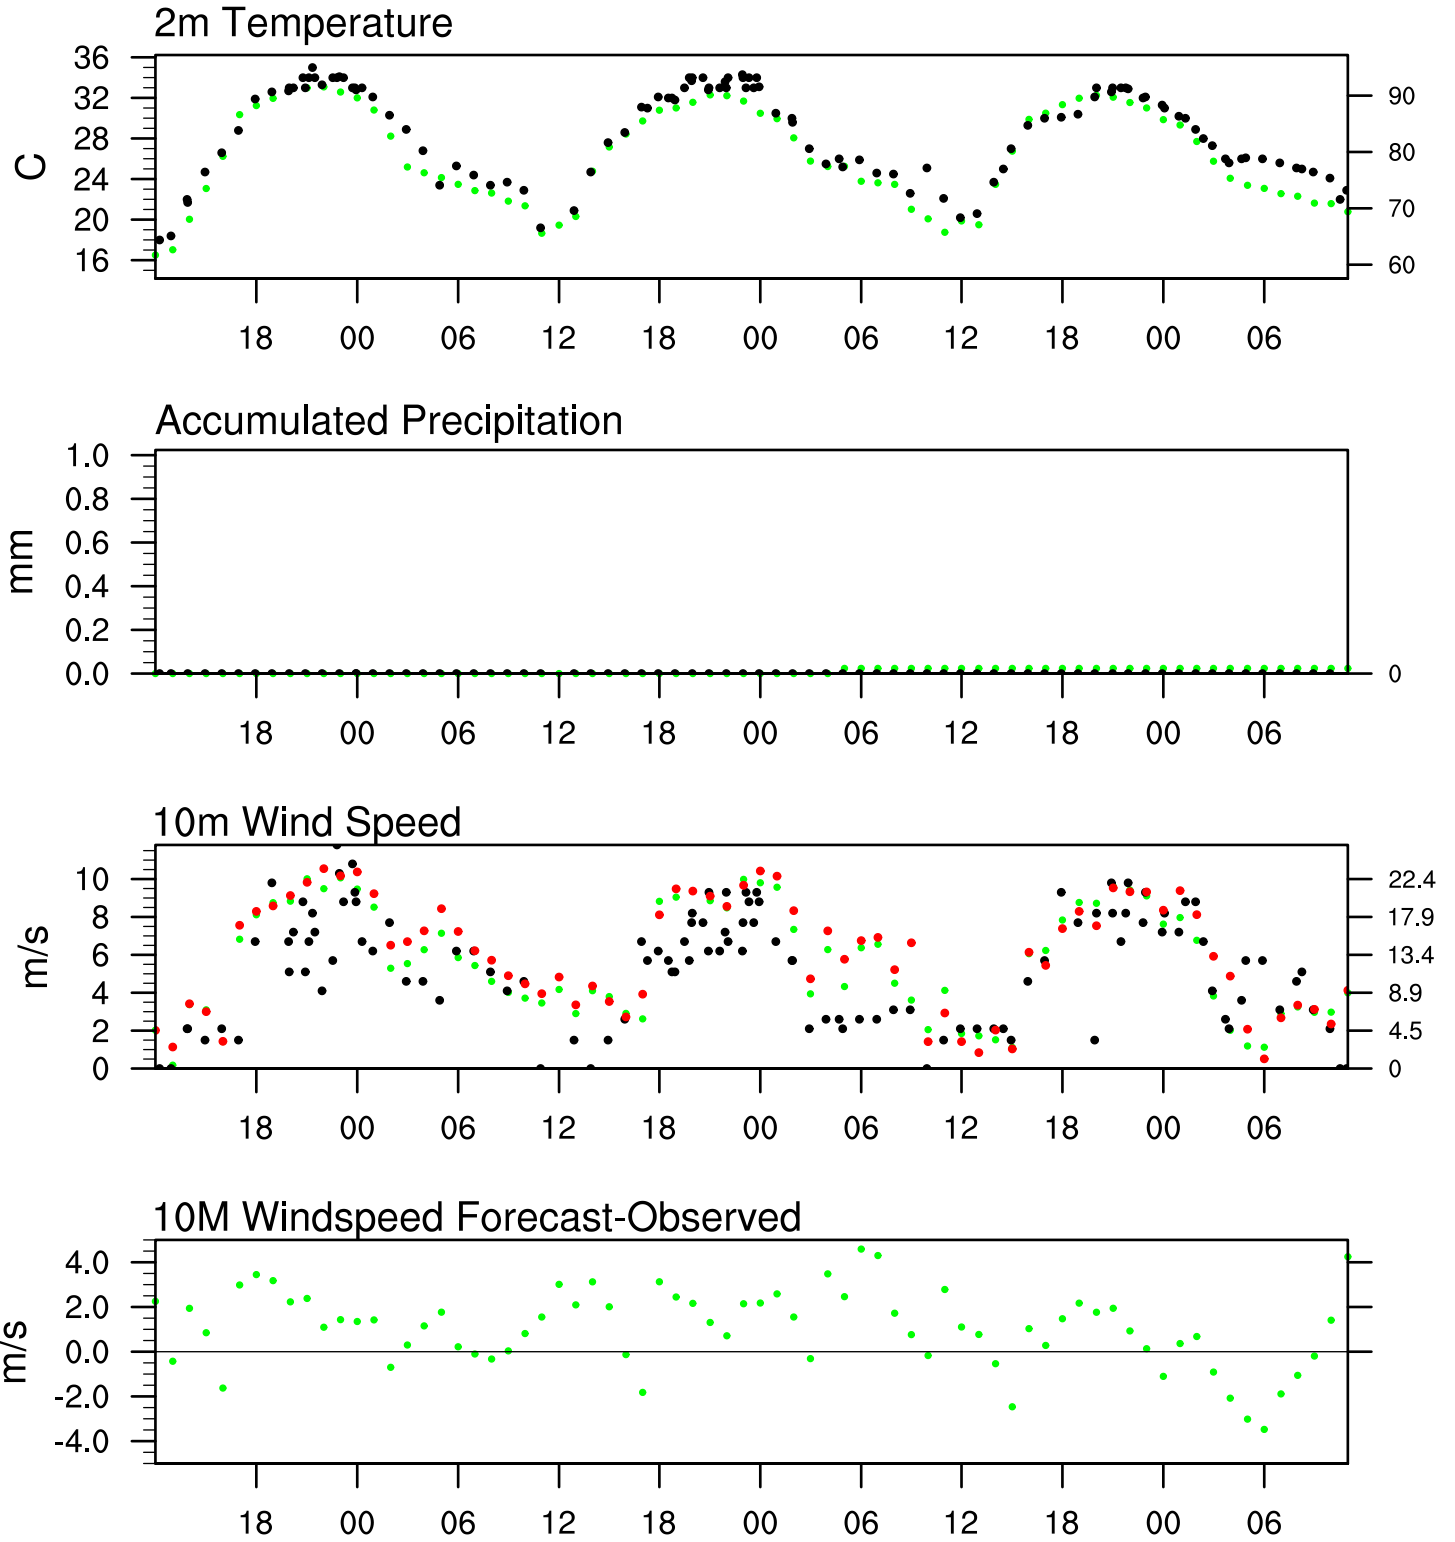 2m Temperature
36
32
28
24
20
16
C
90
80
70
60
18 00 06 12 18 00 06 12 18 00 06
Accumulated Precipitation
1.0
0.8
0.6
0.4
0.2
0.0
mm
0
18 00 06 12 18 00 06 12 18 00 06
10m Wind Speed
10
8
6
4
2
0
m/s
22.4
17.9
13.4
8.9
4.5
0
18 00 06 12 18 00 06 12 18 00 06
10M Windspeed Forecast-Observed
4.0
2.0
0.0
-2.0
-4.0
m/s
18 00 06 12 18 00 06 12 18 00 06